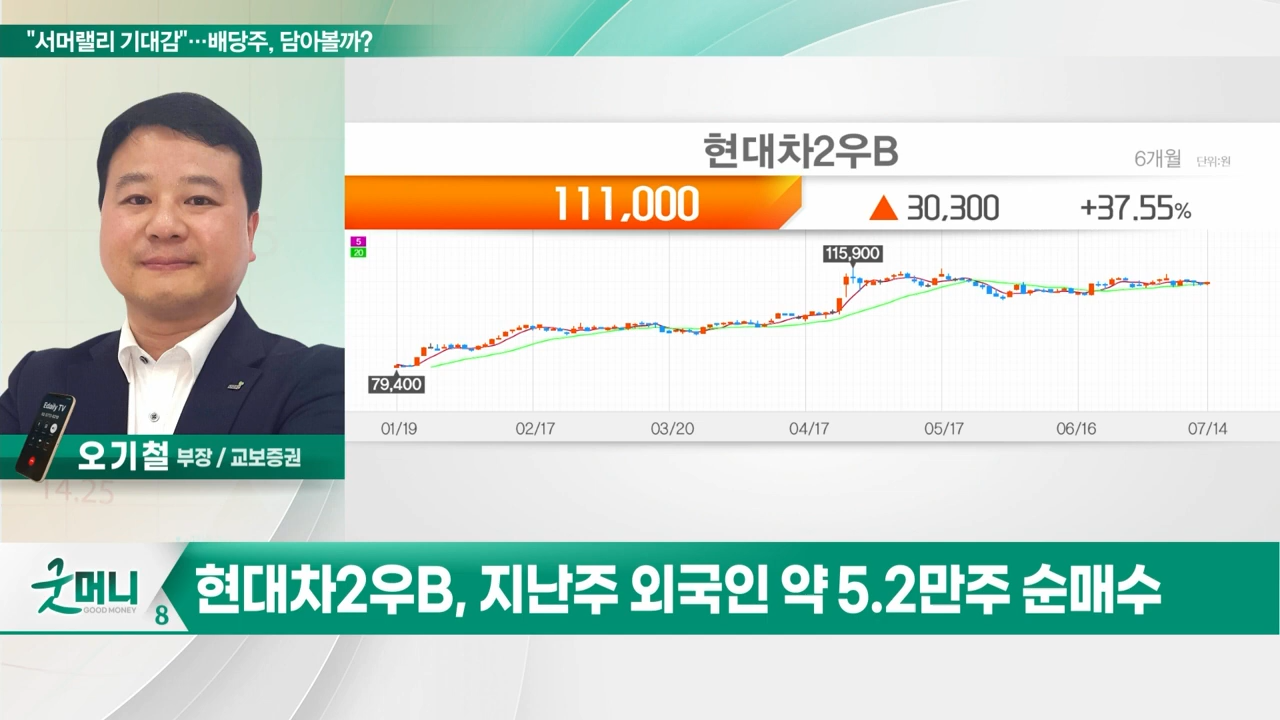 "서머랠리 기대감"…배당주, 담아볼까?
현대차2우B
6개월 단위:원
111,000 ▲ 30,300 +37.55%
5
20
115,900
79,400
01/19 02/17 03/20 04/17 05/17 06/16 07/14
Edaily TV
오기철 부장 / 교보증권
14.25
굿머니
GOOD MONEY
8
현대차2우B, 지난주 외국인 약 5.2만주 순매수